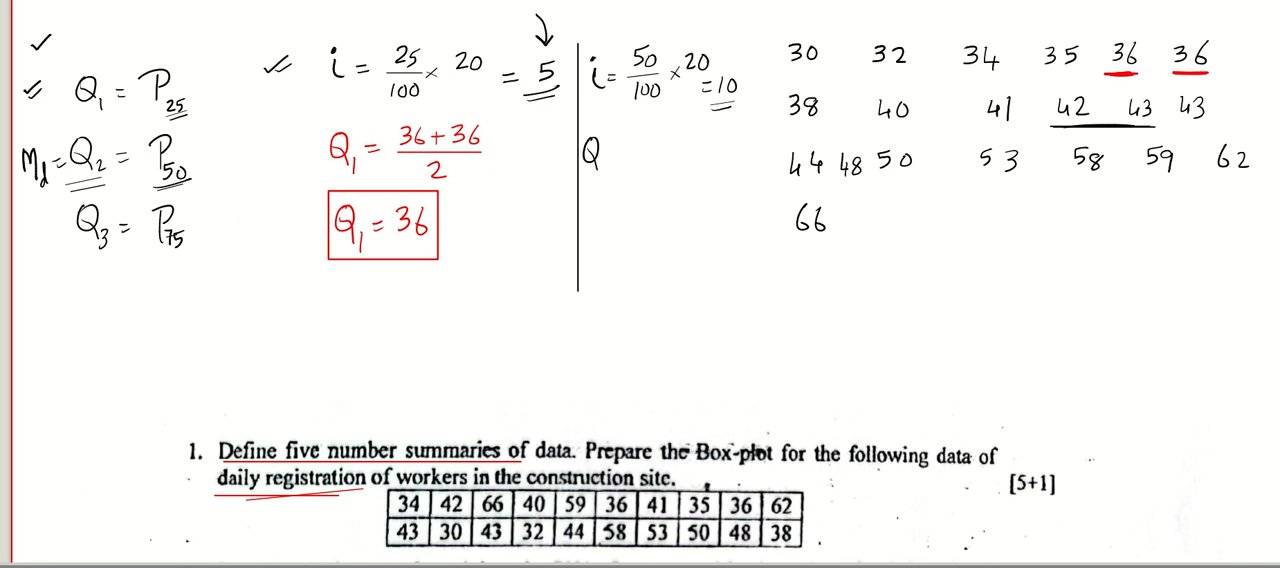 Q₁ = P₂₅
M_d = Q₂ = P₅₀
Q₃ = P₇₅
i = 25/100 × 20 = 5
Q₁ = 36+36/2
Q₁ = 36
i = 50/100 × 20 = 10
Q
30 32 34 35 36 36
38 40 41 42 43 43
44 48 50 53 58 59 62
66
1. Define five number summaries of data. Prepare the Box-plot for the following data of
daily registration of workers in the construction site. [5+1]
34 42 66 40 59 36 41 35 36 62
43 30 43 32 44 58 53 50 48 38